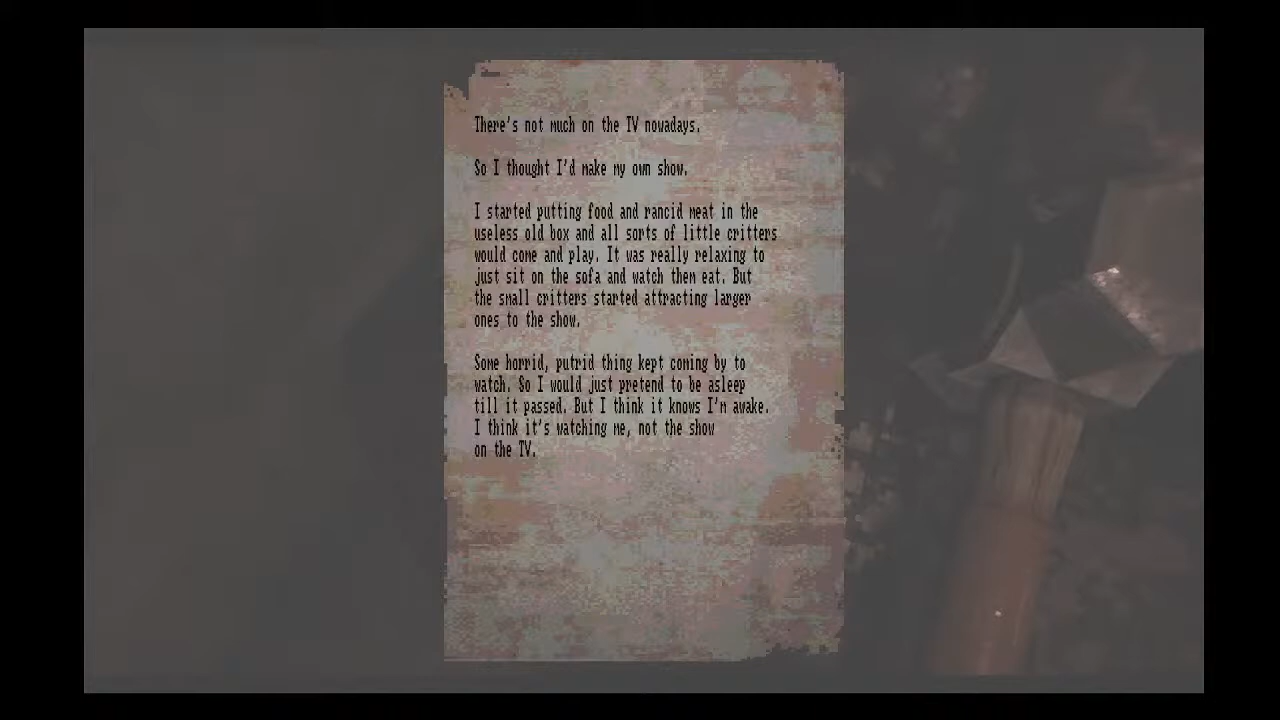 There's not much on the TV nowadays.
So I thought I'd make my own show.
I started putting food and rancid meat in the
useless old box and all sorts of little critters
would come and play. It was really relaxing to
just sit on the sofa and watch them eat. But
the small critters started attracting larger
ones to the show.
Some horrid, putrid thing kept coming by to
watch. So I would just pretend to be asleep
till it passed. But I think it knows I'm awake.
I think it's watching me, not the show
on the TV.